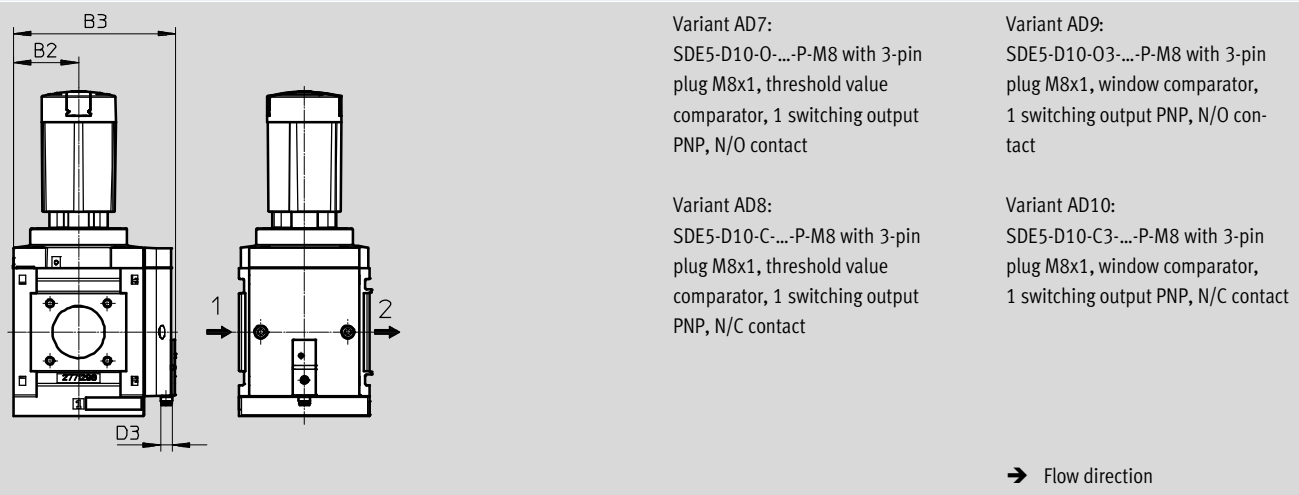 B3
B2
1
2
D3
Variant AD7:
SDE5-D10-O-...-P-M8 with 3-pin
plug M8x1, threshold value
comparator, 1 switching output
PNP, N/O contact
Variant AD8:
SDE5-D10-C-...-P-M8 with 3-pin
plug M8x1, threshold value
comparator, 1 switching output
PNP, N/C contact
Variant AD9:
SDE5-D10-O3-...-P-M8 with 3-pin
plug M8x1, window comparator,
1 switching output PNP, N/O con-
tact
Variant AD10:
SDE5-D10-C3-...-P-M8 with 3-pin
plug M8x1, window comparator,
1 switching output PNP, N/C contact
➔ Flow direction